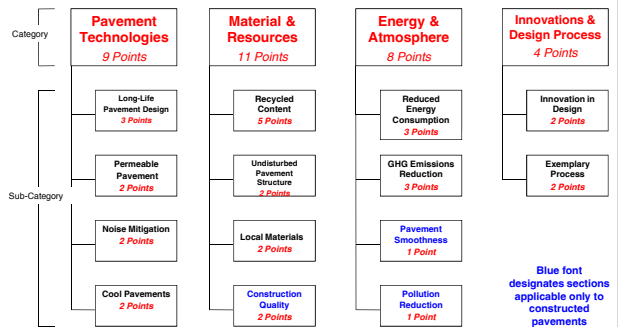 Category
Pavement
Technologies
9 Points
Material &
Resources
11 Points
Energy &
Atmosphere
8 Points
Innovations &
Design Process
4 Points
Sub-Category
Long-Life
Pavement Design
3 Points
Permeable
Pavement
2 Points
Noise Mitigation
2 Points
Cool Pavements
2 Points
Recycled
Content
5 Points
Undisturbed
Pavement
Structure
2 Points
Local Materials
2 Points
Construction
Quality
2 Points
Reduced
Energy
Consumption
3 Points
GHG Emissions
Reduction
3 Points
Pavement
Smoothness
1 Point
Pollution
Reduction
1 Point
Innovation in
Design
2 Points
Exemplary
Process
2 Points
Blue font
designates sections
applicable only to
constructed
pavements